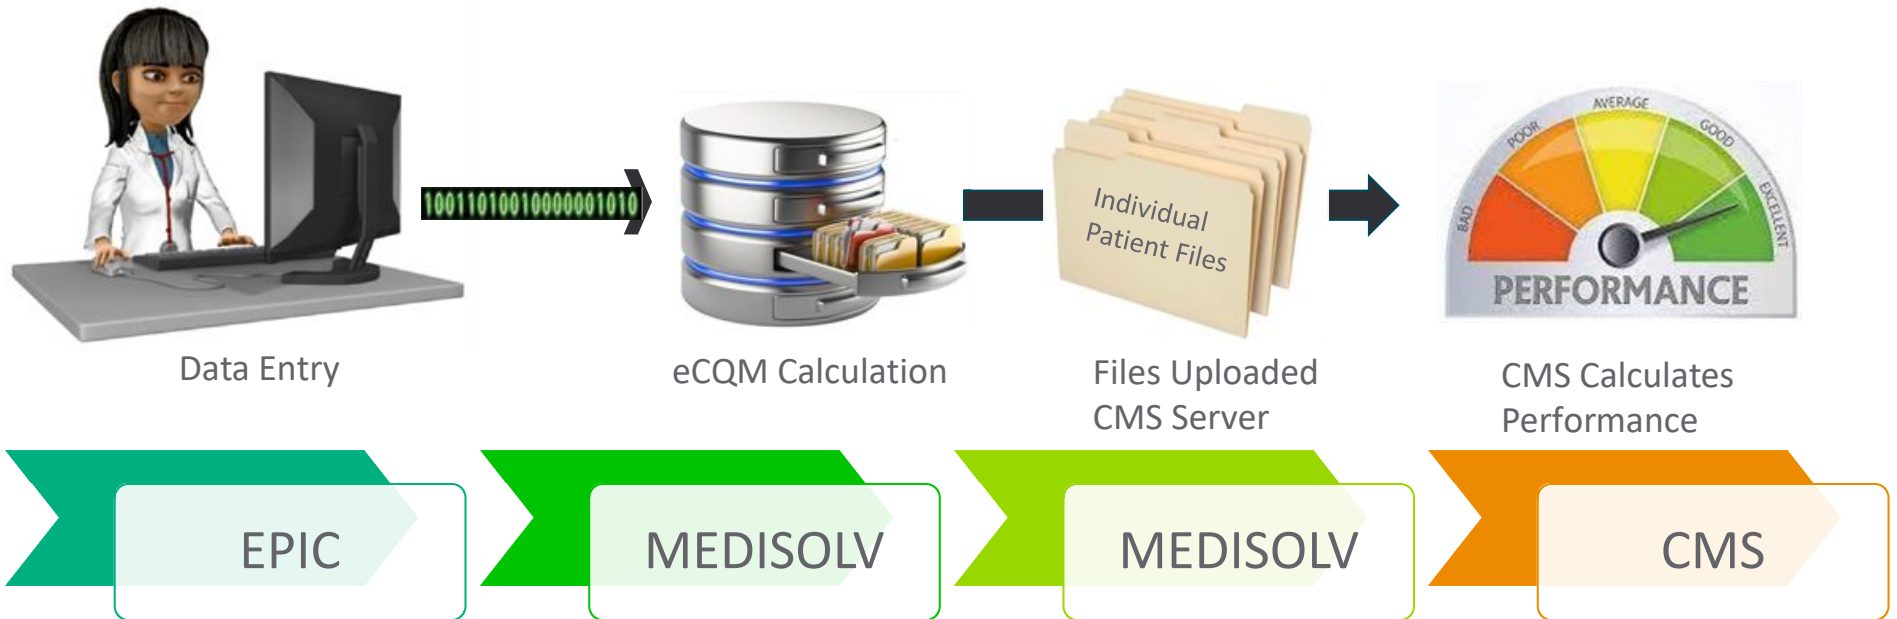 10011010010000001010
Individual
Patient Files
BAD
POOR
AVERAGE
GOOD
EXCELLENT
PERFORMANCE
Data Entry
eCQM Calculation
Files Uploaded
CMS Server
CMS Calculates
Performance
EPIC
MEDISOLV
MEDISOLV
CMS